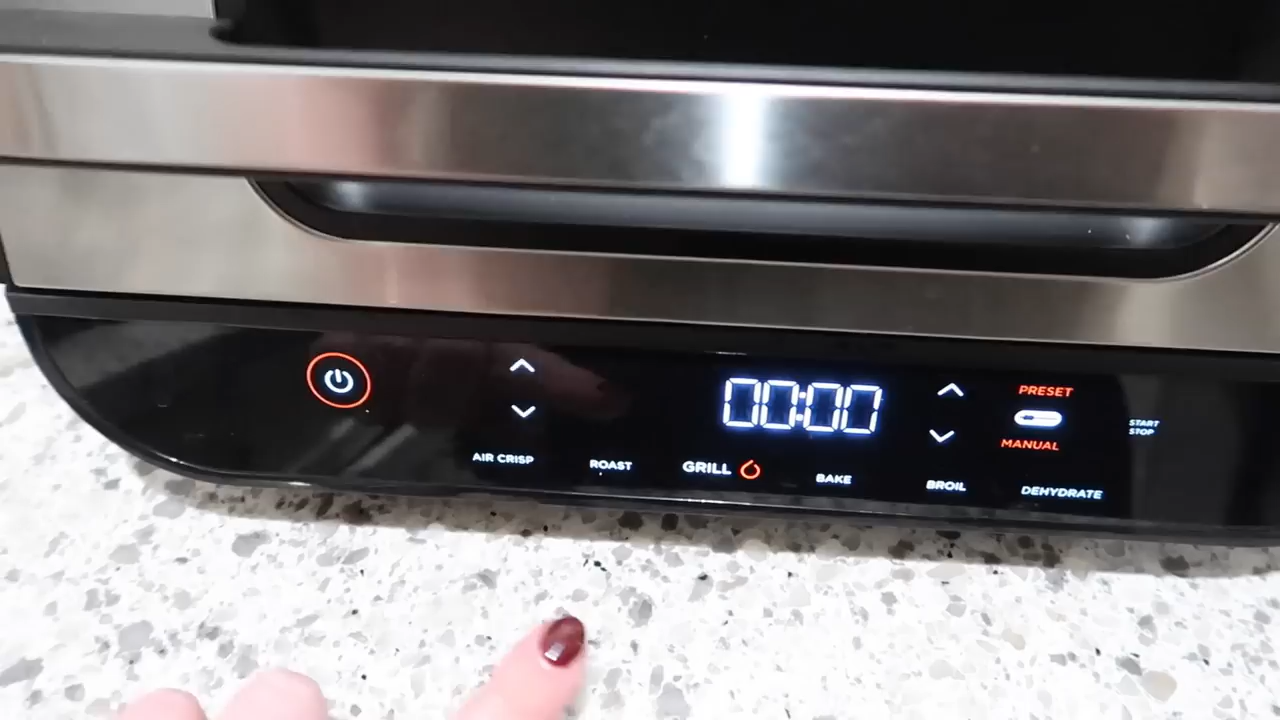 00:00
PRESET
MANUAL
START
STOP
AIR CRISP
ROAST
GRILL
BAKE
BROIL
DEHYDRATE